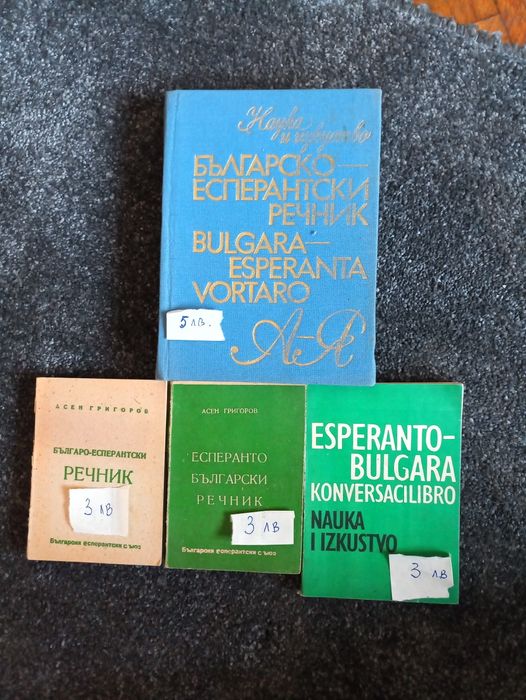 Наука
и изкуство
БЪЛГАРСКО—
ЕСПЕРАНТСКИ
РЕЧНИК
BULGARA—
ESPERANTA
VORTARO
А-Я
5 лв.
АСЕН ГРИГОРОВ
БЪЛГАРО-ЕСПЕРАНТСКИ
РЕЧНИК
3 лв
Българския есперантски съюз
АСЕН ГРИГОРОВ
ЕСПЕРАНТО
БЪЛГАРСКИ
РЕЧНИК
3 лв
Българския есперантски съюз
ESPERANTO-
BULGARA
KONVERSACILIBRO
NAUKA
I IZKUSTVO
3 лв